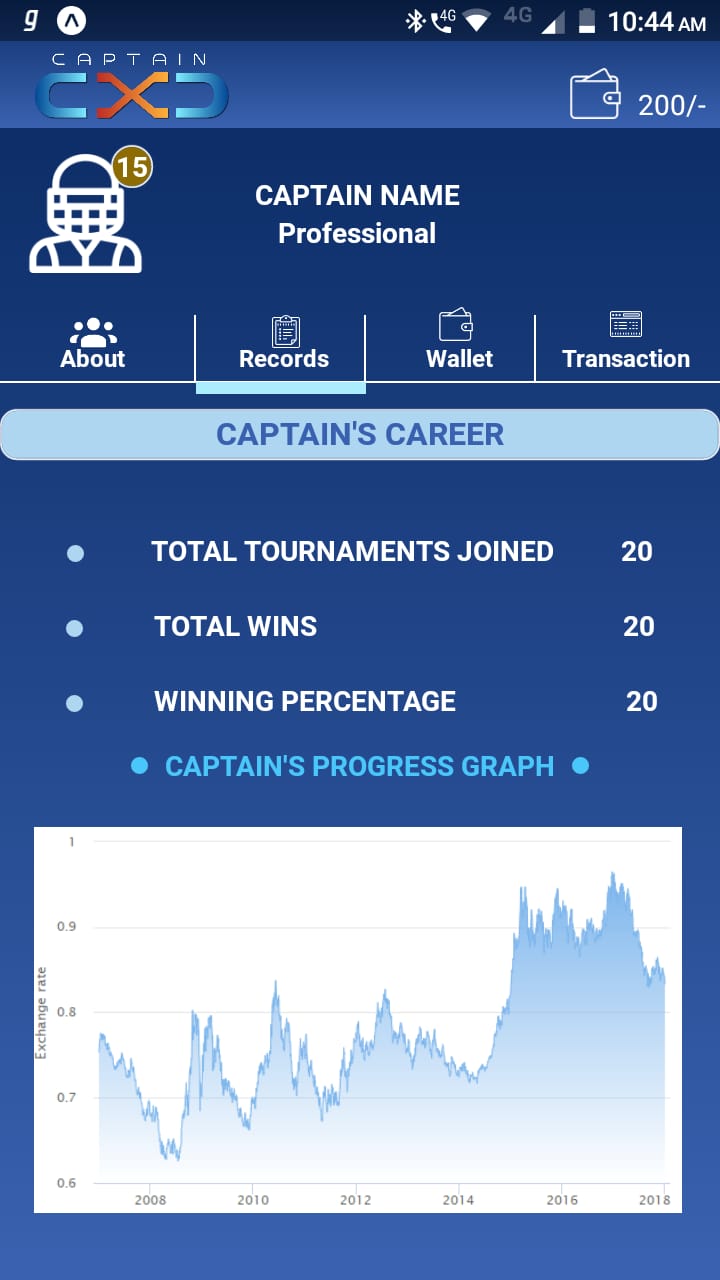 g 4G 4G 10:44 AM
CAPTAIN
CXD
200/-
15
CAPTAIN NAME
Professional
About Records Wallet Transaction
CAPTAIN'S CAREER
TOTAL TOURNAMENTS JOINED 20
TOTAL WINS 20
WINNING PERCENTAGE 20
CAPTAIN'S PROGRESS GRAPH
1
0.9
0.8
0.7
0.6
Exchange rate
2008 2010 2012 2014 2016 2018